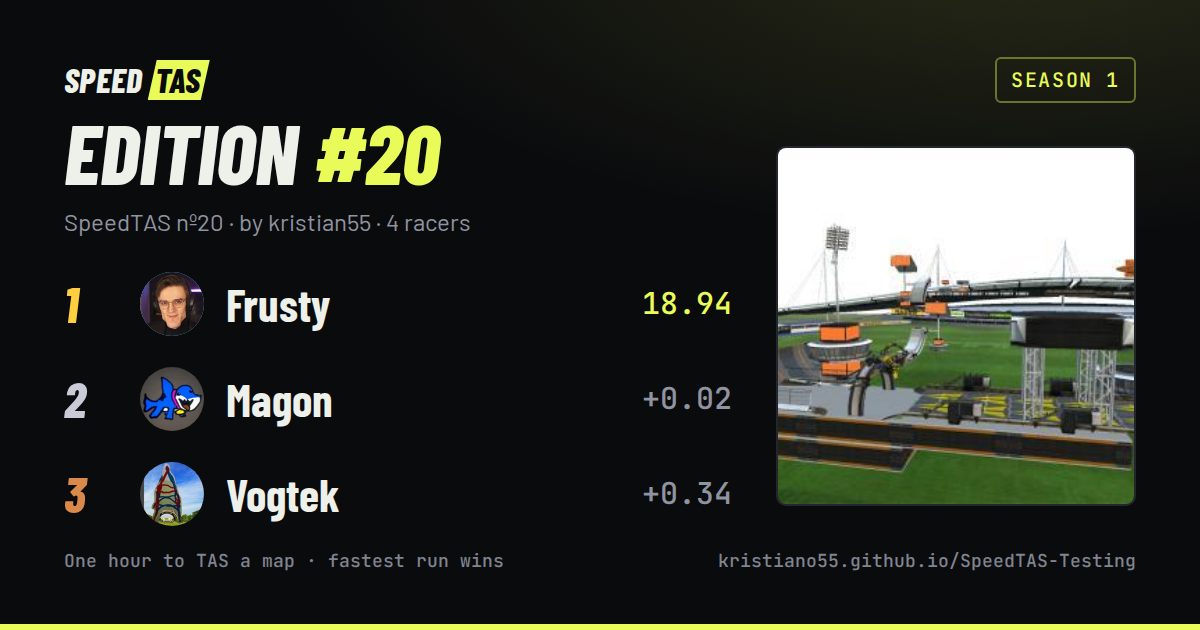 SPEED TAS
SEASON 1
EDITION #20
SpeedTAS nº20 · by kristian55 · 4 racers
1 Frusty 18.94
2 Magon +0.02
3 Vogtek +0.34
One hour to TAS a map · fastest run wins
kristiano55.github.io/SpeedTAS-Testing